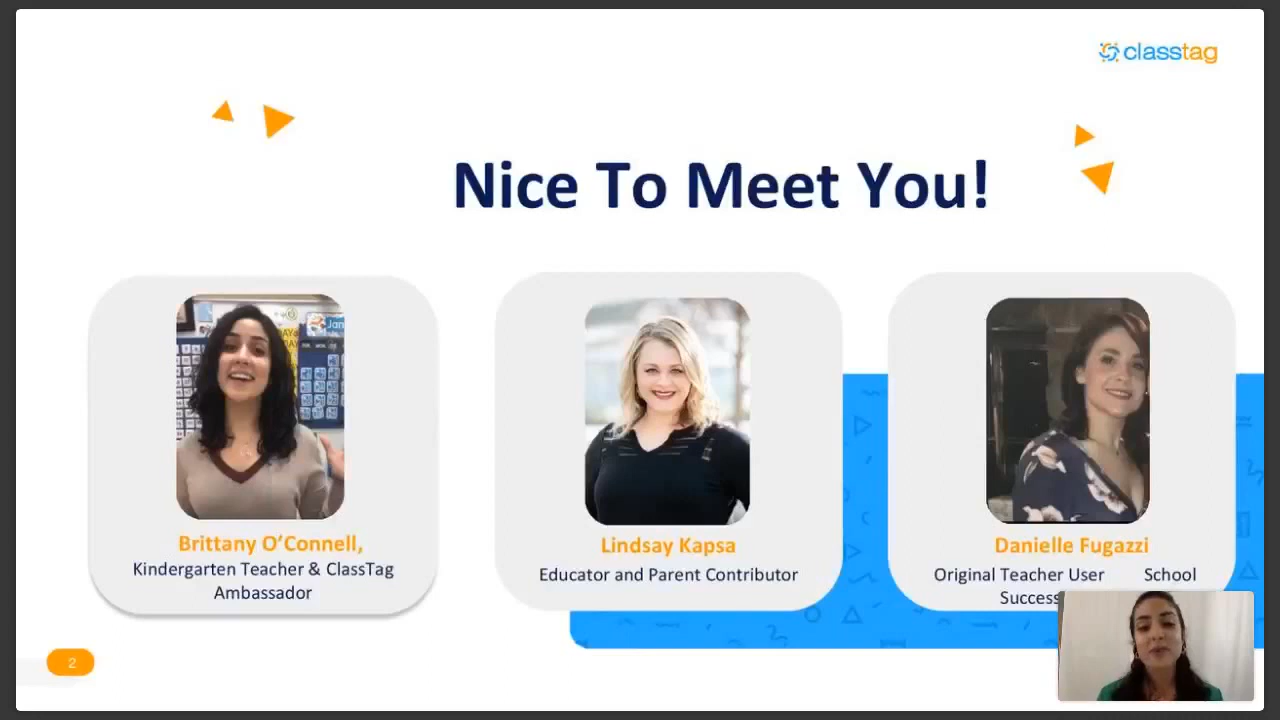 classtag
Nice To Meet You!
Jan
Brittany O’Connell,
Kindergarten Teacher & ClassTag
Ambassador
Lindsay Kapsa
Educator and Parent Contributor
Danielle Fugazzi
Original Teacher User School
Success
2